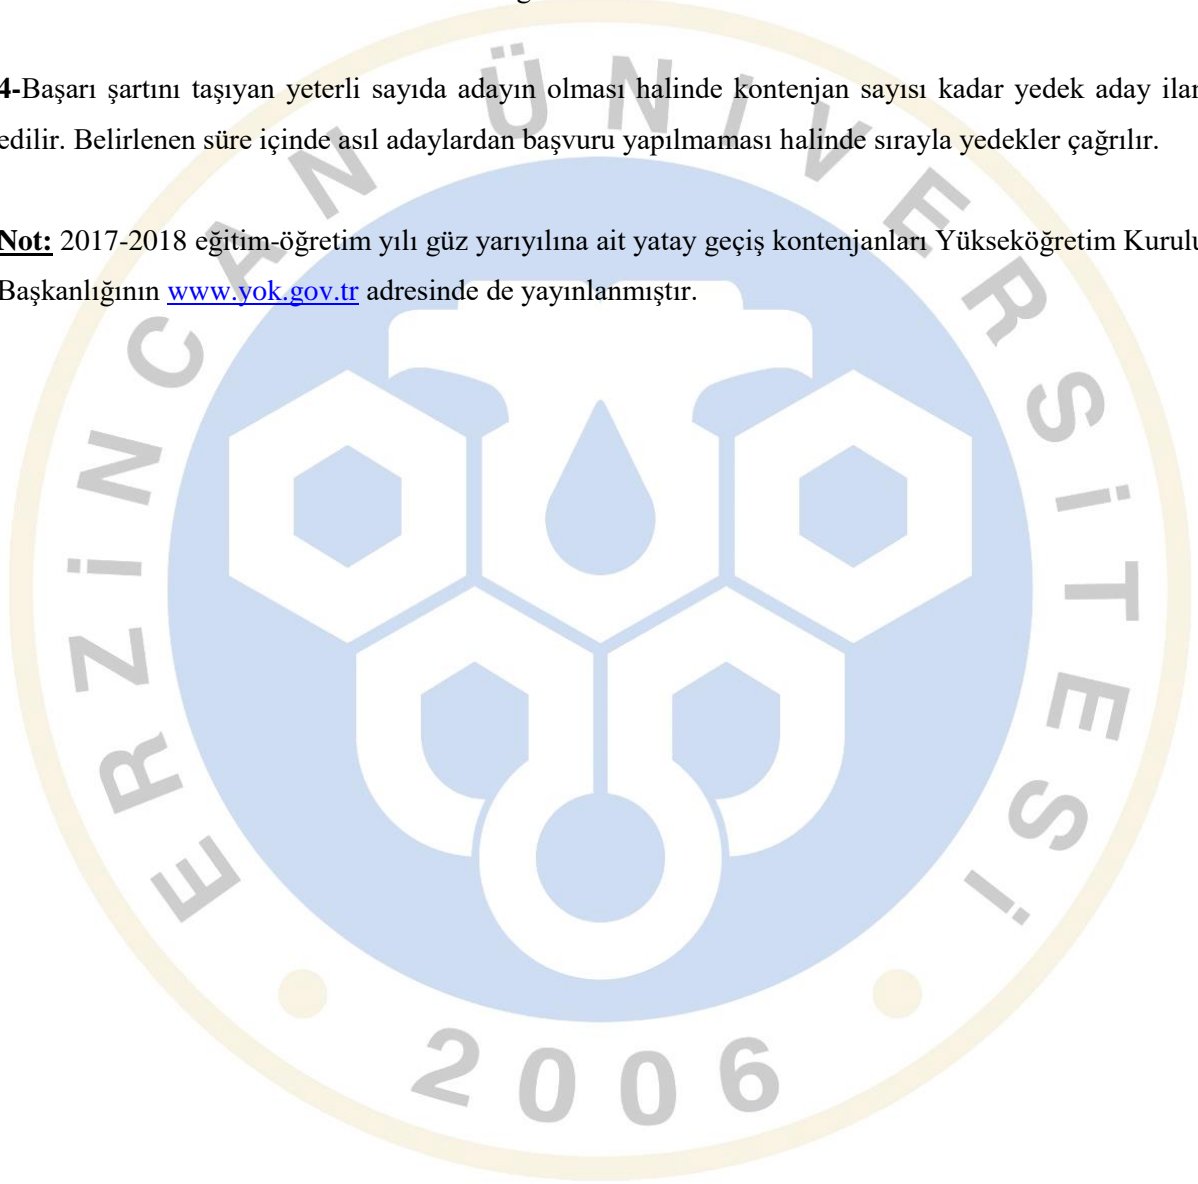 4-Başarı şartını taşıyan yeterli sayıda adayın olması halinde kontenjan sayısı kadar yedek aday ilan
edilir. Belirlenen süre içinde asıl adaylardan başvuru yapılmaması halinde sırayla yedekler çağrılır.
Not: 2017-2018 eğitim-öğretim yılı güz yarıyılına ait yatay geçiş kontenjanları Yükseköğretim Kurulu
Başkanlığının www.yok.gov.tr adresinde de yayınlanmıştır.
ERZİNCAN ÜNİVERSİTESİ
2006